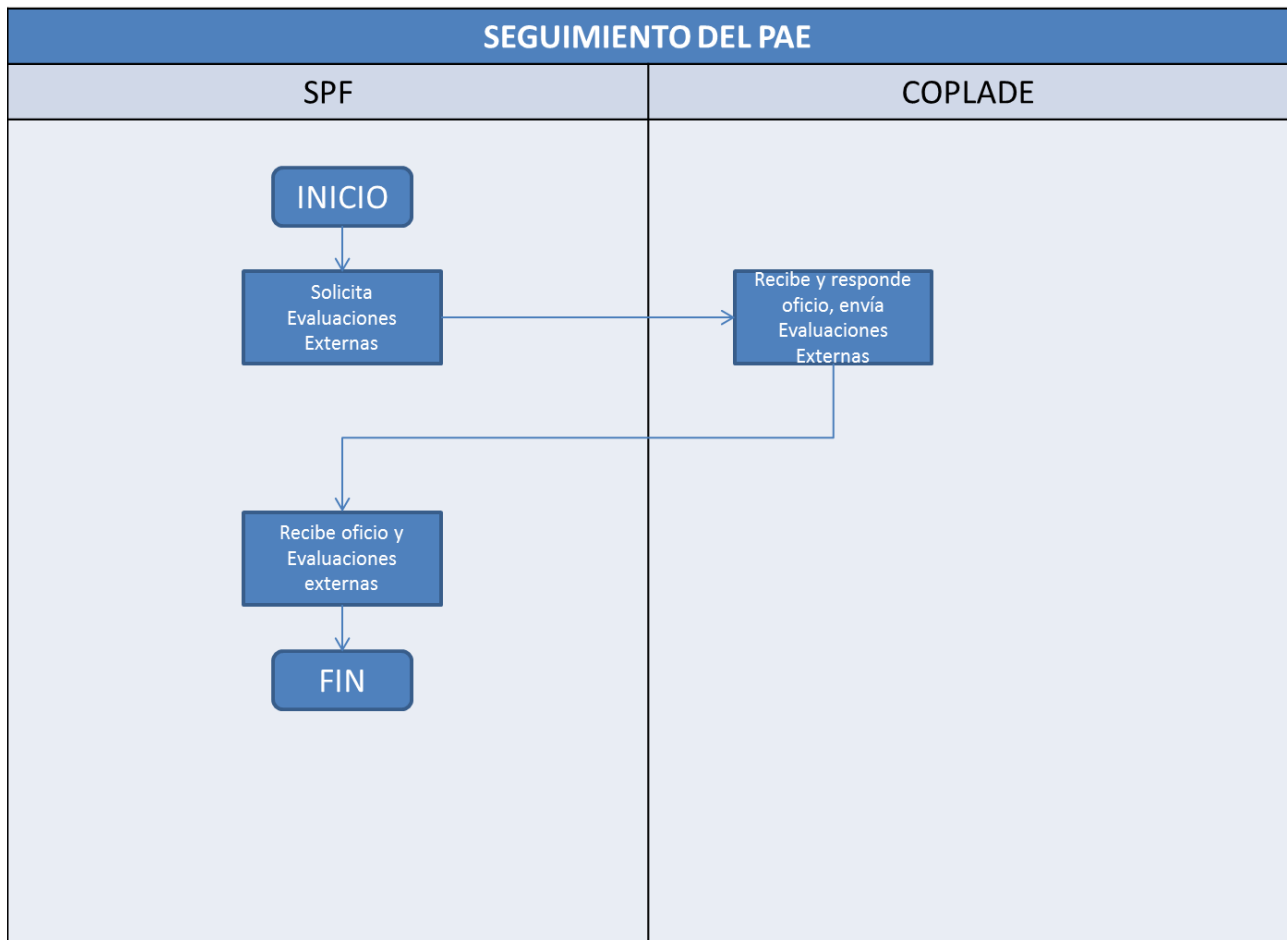 SEGUIMIENTO DEL PAE
SPF
COPLADE
INICIO
Solicita
Evaluaciones
Externas
Recibe y responde
oficio, envía
Evaluaciones
Externas
Recibe oficio y
Evaluaciones
externas
FIN